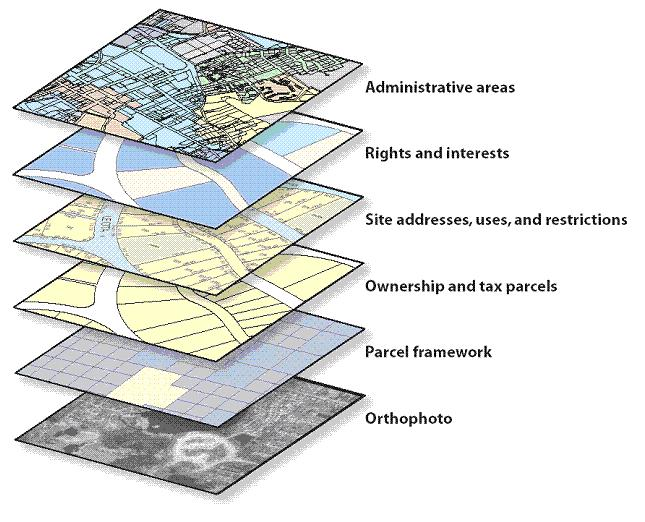 Administrative areas
Rights and interests
Site addresses, uses, and restrictions
Ownership and tax parcels
Parcel framework
Orthophoto